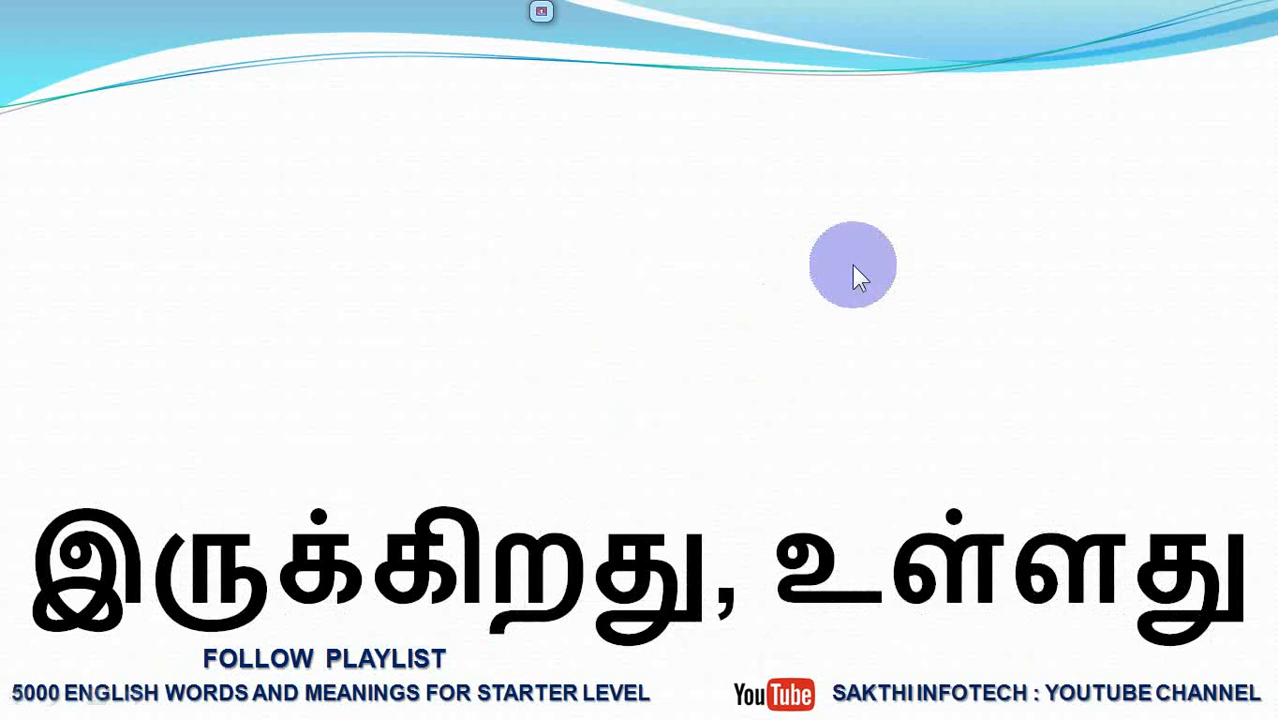 இருக்கிறது, உள்ளது
FOLLOW PLAYLIST
5000 ENGLISH WORDS AND MEANINGS FOR STARTER LEVEL
YouTube SAKTHI INFOTECH : YOUTUBE CHANNEL